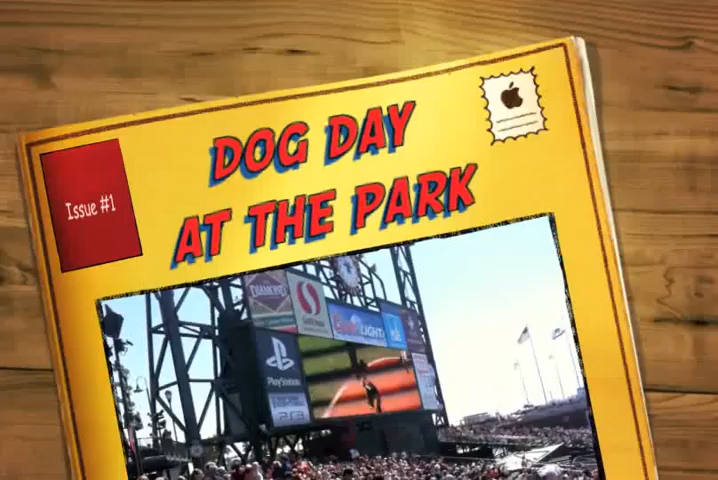 DOG DAY
AT THE PARK
Issue #1
DIAMOND
SAFEWAY
Coors LIGHT
PlayStation
PS3